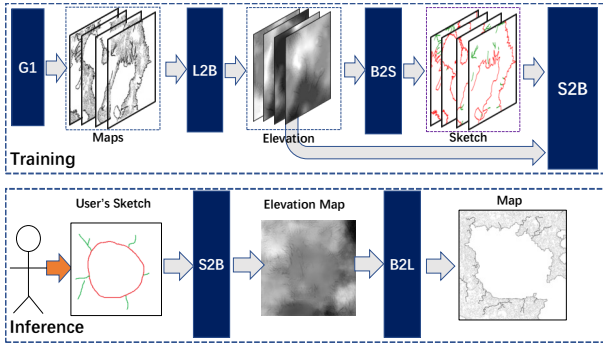 G1
L2B
B2S
S2B
Maps
Elevation
Sketch
Training
User's Sketch
Elevation Map
Map
S2B
B2L
Inference